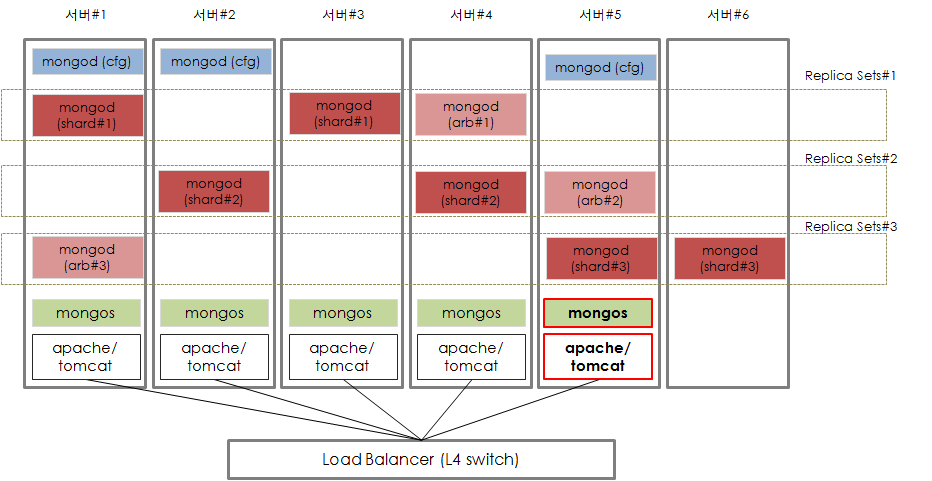 서버#1 서버#2 서버#3 서버#4 서버#5 서버#6
mongod (cfg) mongod (cfg) mongod (cfg)
Replica Sets#1
mongod mongod mongod
(shard#1) (shard#1) (arb#1)
Replica Sets#2
mongod mongod mongod
(shard#2) (shard#2) (arb#2)
Replica Sets#3
mongod mongod mongod
(arb#3) (shard#3) (shard#3)
mongos mongos mongos mongos mongos
apache/ apache/ apache/ apache/ apache/
tomcat tomcat tomcat tomcat tomcat
Load Balancer (L4 switch)